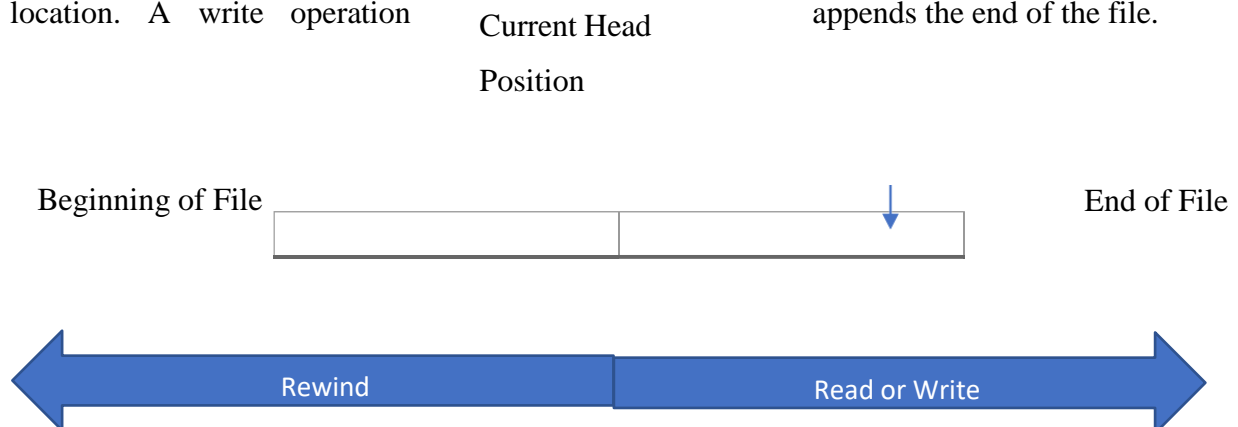 location. A write operation appends the end of the file.
Current Head
Position
Beginning of File
End of File
Rewind
Read or Write